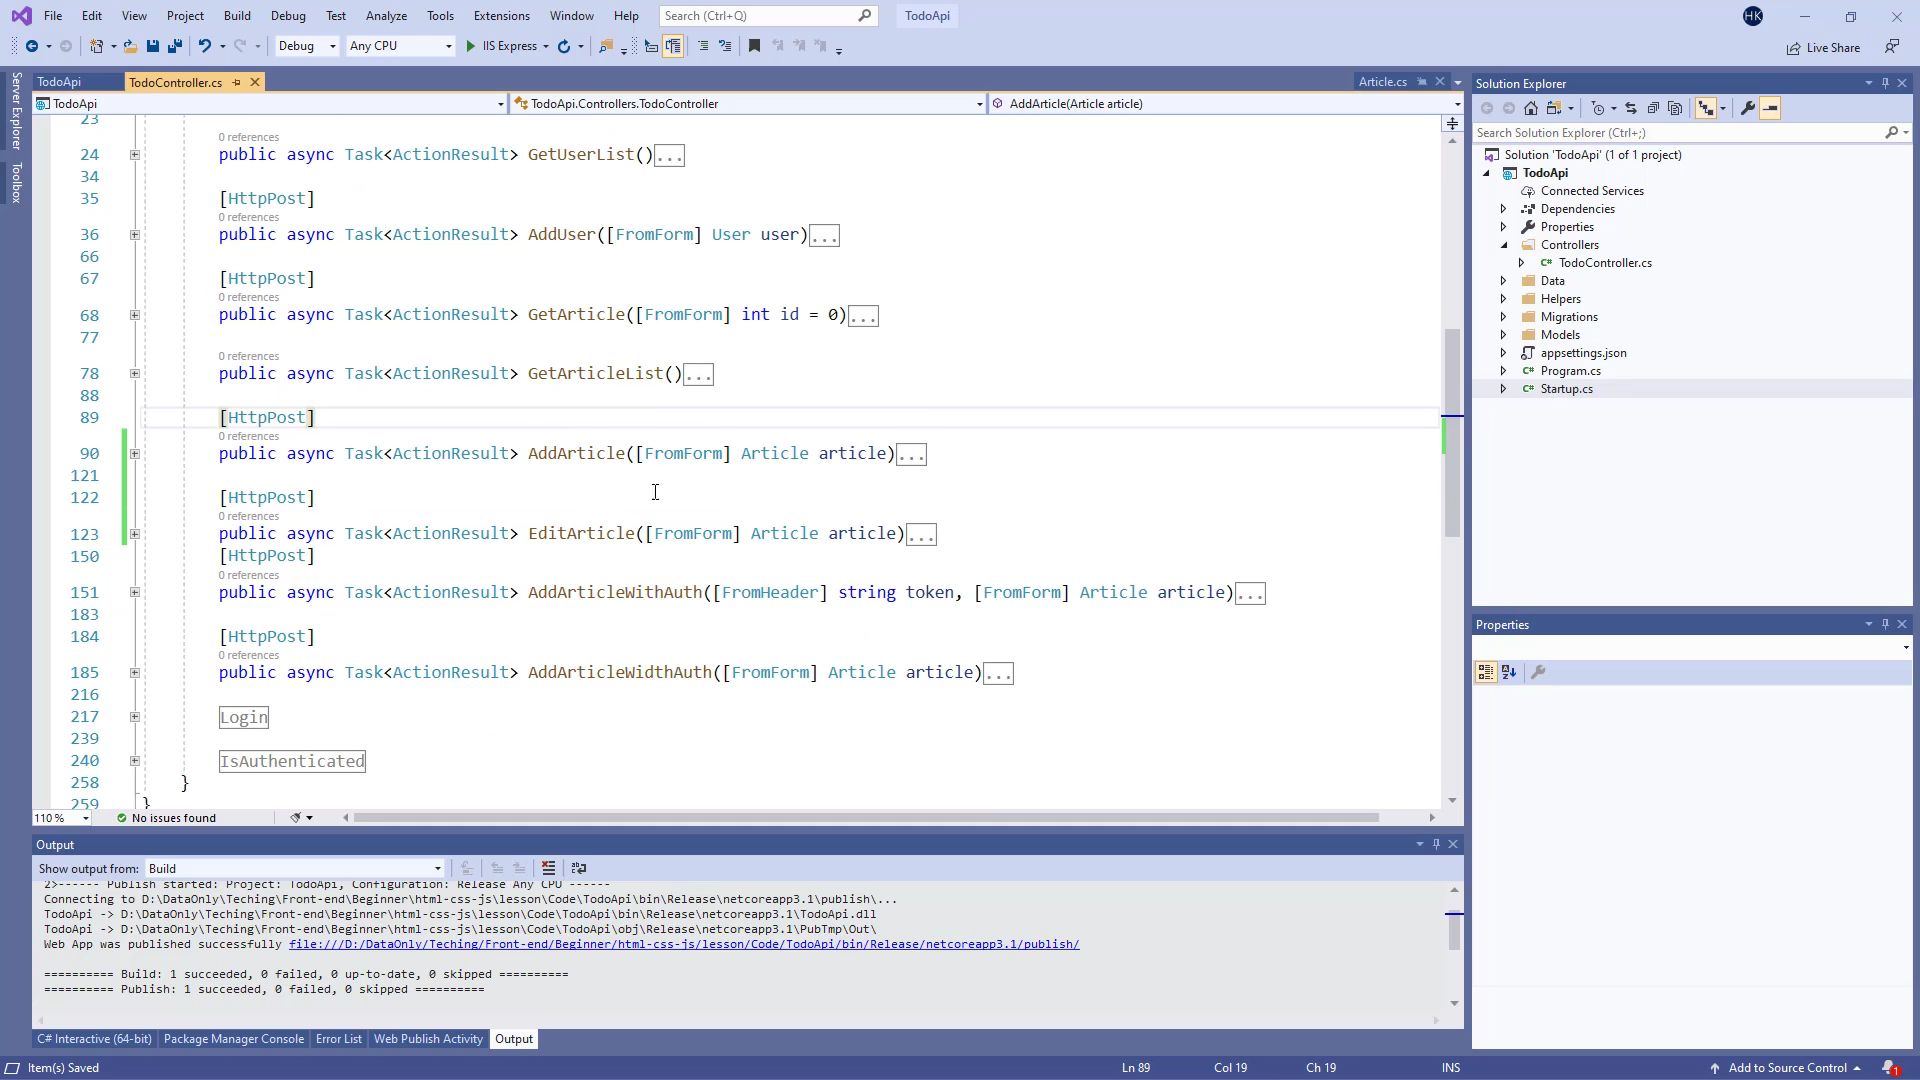 File Edit View Project Build Debug Test Analyze Tools Extensions Window Help Search (Ctrl+Q) TodoApi HK
Debug Any CPU IIS Express Live Share
Server Explorer
Toolbox
TodoApi TodoController.cs Article.cs
TodoApi TodoApi.Controllers.TodoController AddArticle(Article article)
23
0 references
24 public async Task<ActionResult> GetUserList()...
34
35 [HttpPost]
0 references
36 public async Task<ActionResult> AddUser([FromForm] User user)...
66
67 [HttpPost]
0 references
68 public async Task<ActionResult> GetArticle([FromForm] int id = 0)...
77
0 references
78 public async Task<ActionResult> GetArticleList()...
88
89 [HttpPost]
0 references
90 public async Task<ActionResult> AddArticle([FromForm] Article article)...
121
122 [HttpPost]
0 references
123 public async Task<ActionResult> EditArticle([FromForm] Article article)...
150 [HttpPost]
0 references
151 public async Task<ActionResult> AddArticleWithAuth([FromHeader] string token, [FromForm] Article article)...
183
184 [HttpPost]
0 references
185 public async Task<ActionResult> AddArticleWidthAuth([FromForm] Article article)...
216
217 Login
239
240 IsAuthenticated
258 }
259 }
110 % No issues found
Output
Show output from: Build
2>------ Publish started: Project: TodoApi, Configuration: Release Any CPU ------
Connecting to D:\DataOnly\Teching\Front-end\Beginner\html-css-js\lesson\Code\TodoApi\bin\Release\netcoreapp3.1\publish\...
TodoApi -> D:\DataOnly\Teching\Front-end\Beginner\html-css-js\lesson\Code\TodoApi\bin\Release\netcoreapp3.1\TodoApi.dll
TodoApi -> D:\DataOnly\Teching\Front-end\Beginner\html-css-js\lesson\Code\TodoApi\obj\Release\netcoreapp3.1\PubTmp\Out\
Web App was published successfully file:///D:/DataOnly/Teching/Front-end/Beginner/html-css-js/lesson/Code/TodoApi/bin/Release/netcoreapp3.1/publish/
========== Build: 1 succeeded, 0 failed, 0 up-to-date, 0 skipped ==========
========== Publish: 1 succeeded, 0 failed, 0 skipped ==========
C# Interactive (64-bit) Package Manager Console Error List Web Publish Activity Output
Solution Explorer
Search Solution Explorer (Ctrl+;)
Solution 'TodoApi' (1 of 1 project)
TodoApi
Connected Services
Dependencies
Properties
Controllers
C# TodoController.cs
Data
Helpers
Migrations
Models
appsettings.json
C# Program.cs
C# Startup.cs
Properties
Item(s) Saved Ln 89 Col 19 Ch 19 INS Add to Source Control 1